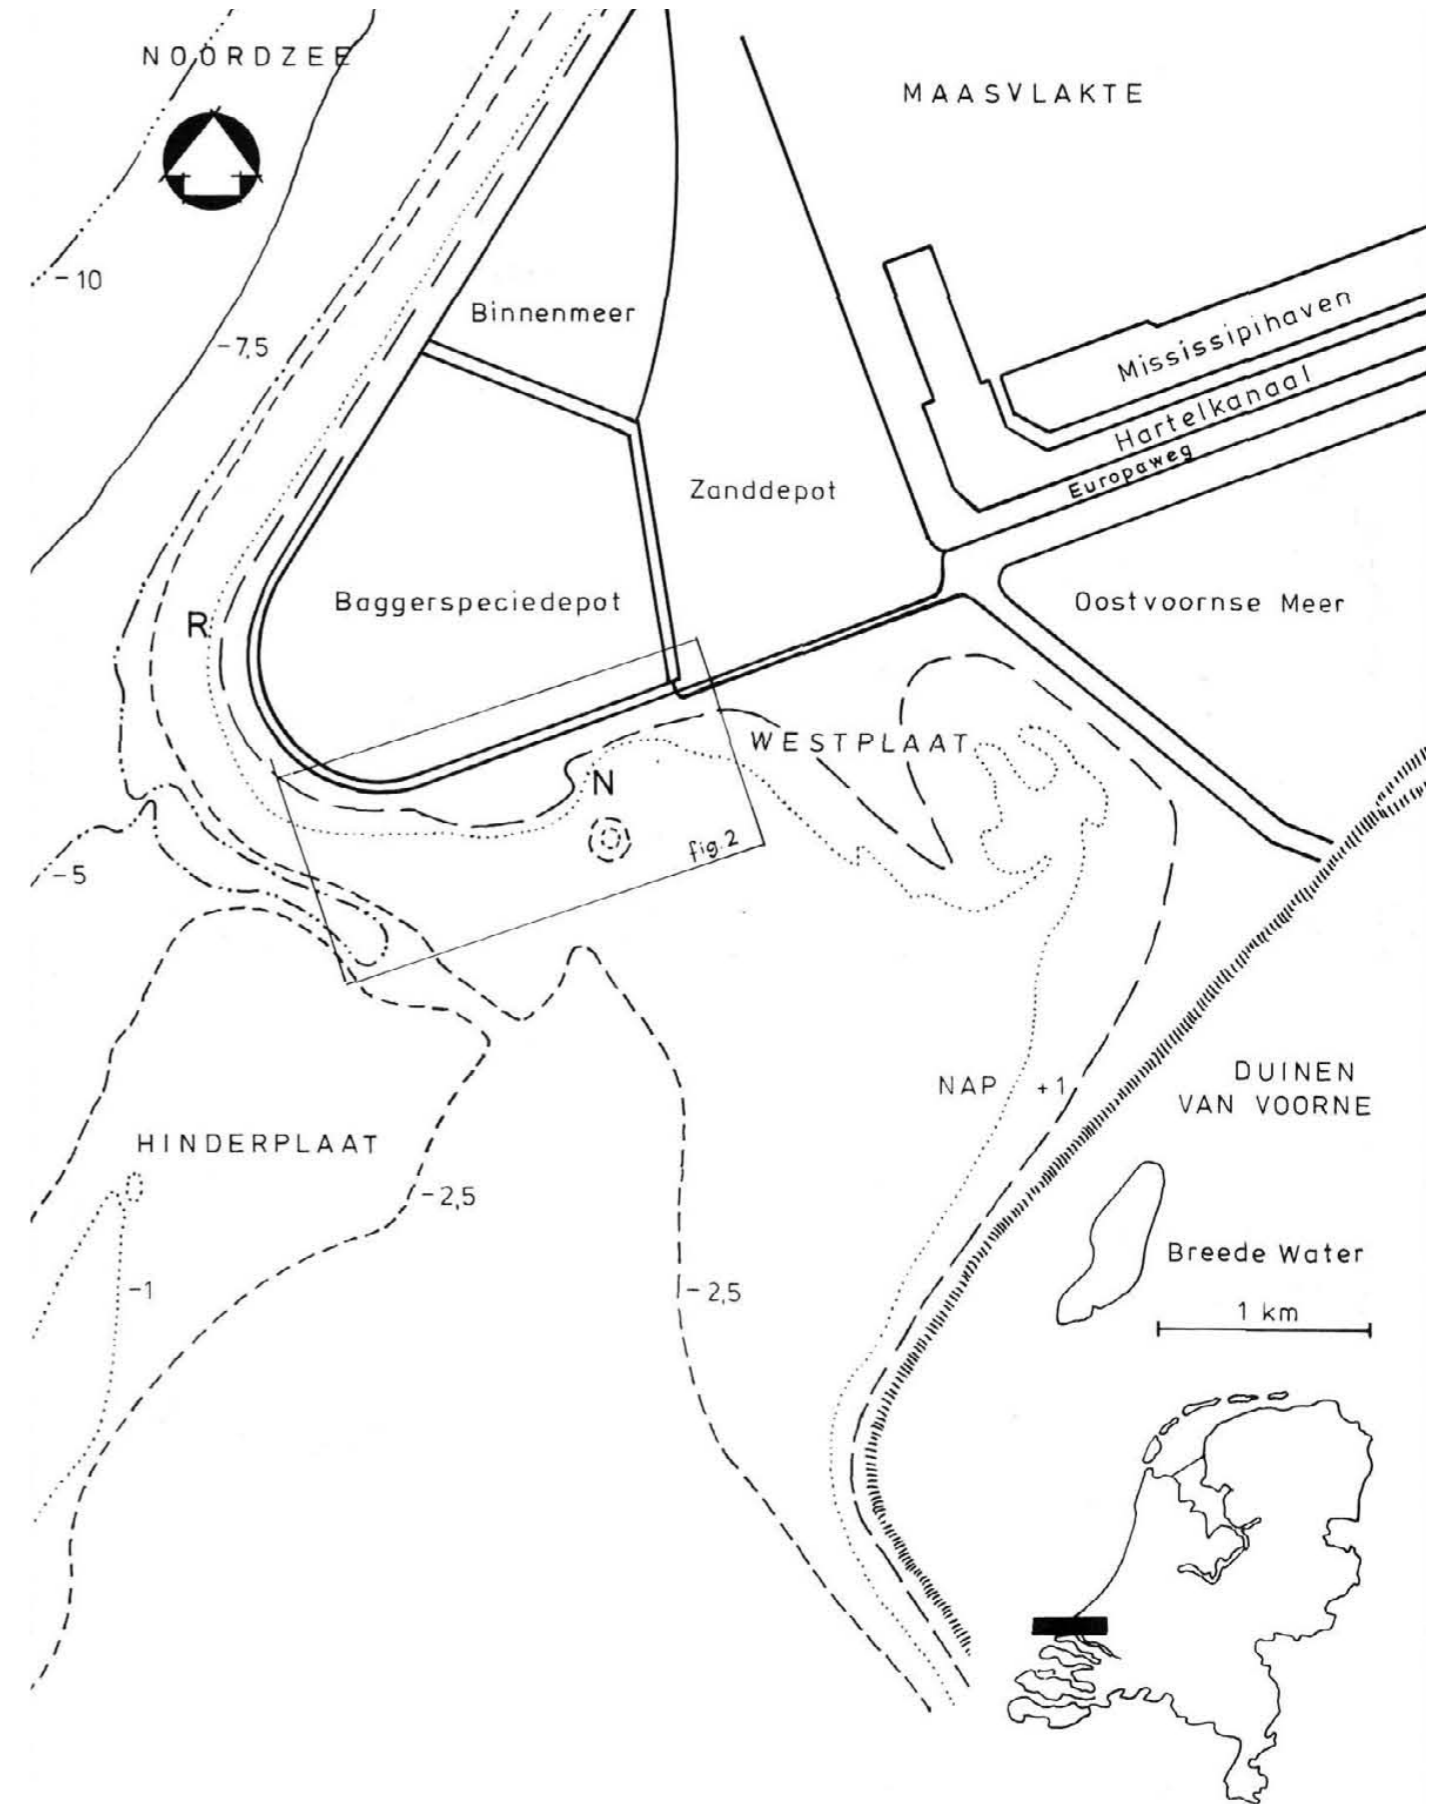 NOORDZEE
MAASVLAKTE
-10
-7,5
Binnenmeer
Mississipihaven
Hartelkanaal
Europaweg
Zanddepot
R
Baggerspeciedepot
Oostvoornse Meer
WESTPLAAT
N
fig.2
-5
NAP +1
DUINEN
VAN VOORNE
HINDERPLAAT
-2,5
Breede Water
-1
-2,5
1 km